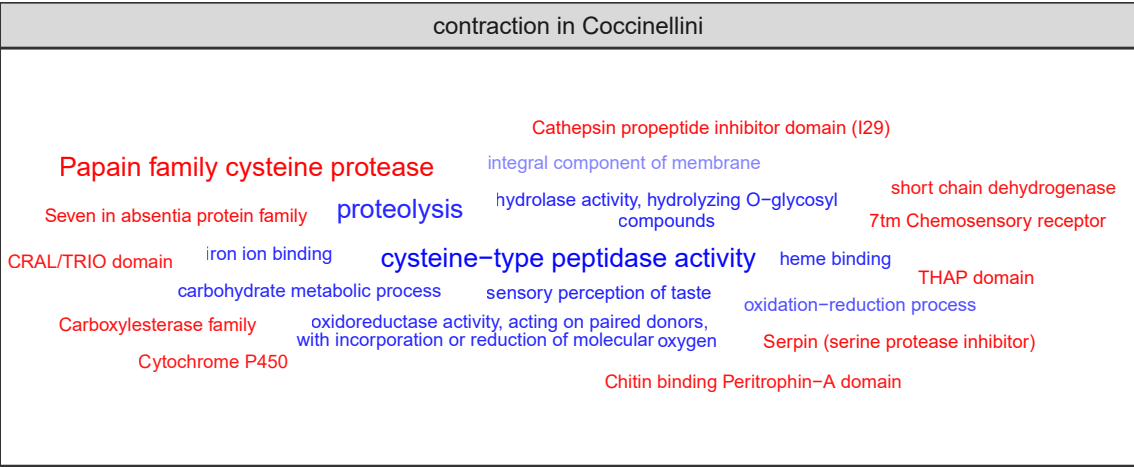 contraction in Coccinellini
Cathepsin propeptide inhibitor domain (I29)
Papain family cysteine protease
integral component of membrane
short chain dehydrogenase
hydrolase activity, hydrolyzing O−glycosyl
compounds
Seven in absentia protein family
proteolysis
7tm Chemosensory receptor
CRAL/TRIO domain
iron ion binding
cysteine−type peptidase activity
heme binding
THAP domain
carbohydrate metabolic process
sensory perception of taste
oxidation−reduction process
Carboxylesterase family
oxidoreductase activity, acting on paired donors,
with incorporation or reduction of molecular oxygen
Serpin (serine protease inhibitor)
Cytochrome P450
Chitin binding Peritrophin−A domain